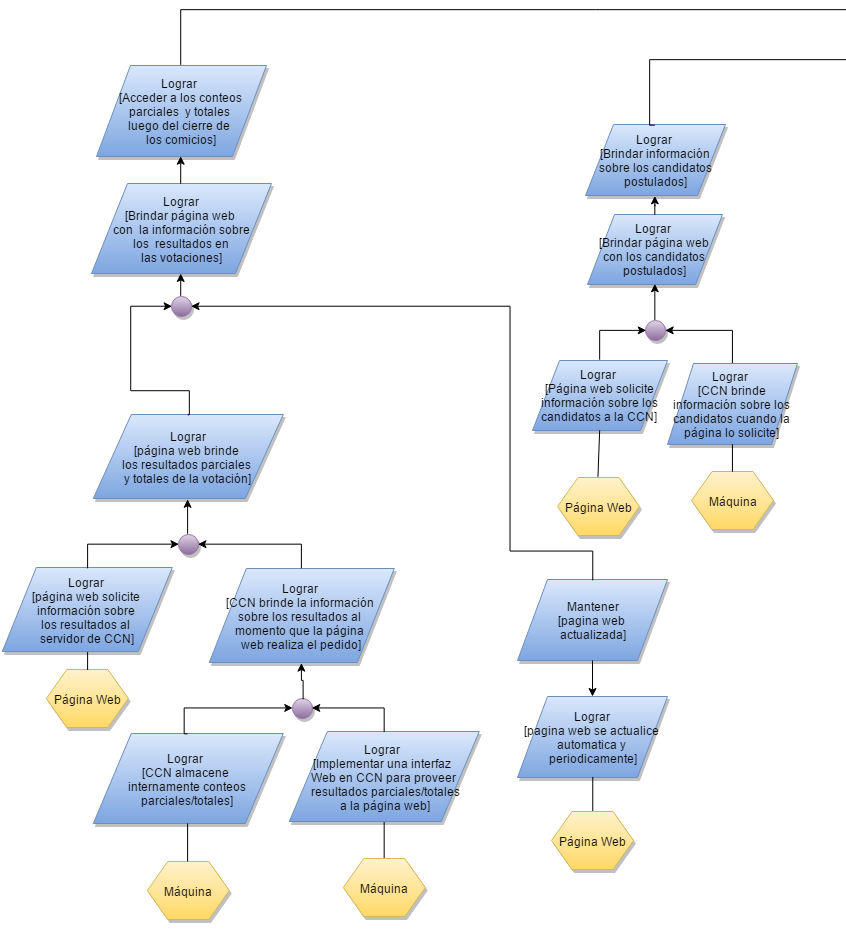 Lograr
[Acceder a los conteos
parciales y totales
luego del cierre de
los comicios]
Lograr
[Brindar página web
con la información sobre
los resultados en
las votaciones]
Lograr
[Brindar información
sobre los candidatos
postulados]
Lograr
[Brindar página web
con los candidatos
postulados]
Lograr
[Página web solicite
información sobre los
candidatos a la CCN]
Lograr
[CCN brinde
información sobre los
candidatos cuando la
página lo solicite]
Página Web
Máquina
Lograr
[página web brinde
los resultados parciales
y totales de la votación]
Lograr
[página web solicite
información sobre
los resultados al
servidor de CCN]
Lograr
[CCN brinde la información
sobre los resultados al
momento que la página
web realiza el pedido]
Mantener
[pagina web
actualizada]
Página Web
Lograr
[pagina web se actualice
automatica y
periodicamente]
Lograr
[CCN almacene
internamente conteos
parciales/totales]
Lograr
[Implementar una interfaz
Web en CCN para proveer
resultados parciales/totales
a la página web]
Página Web
Máquina
Máquina